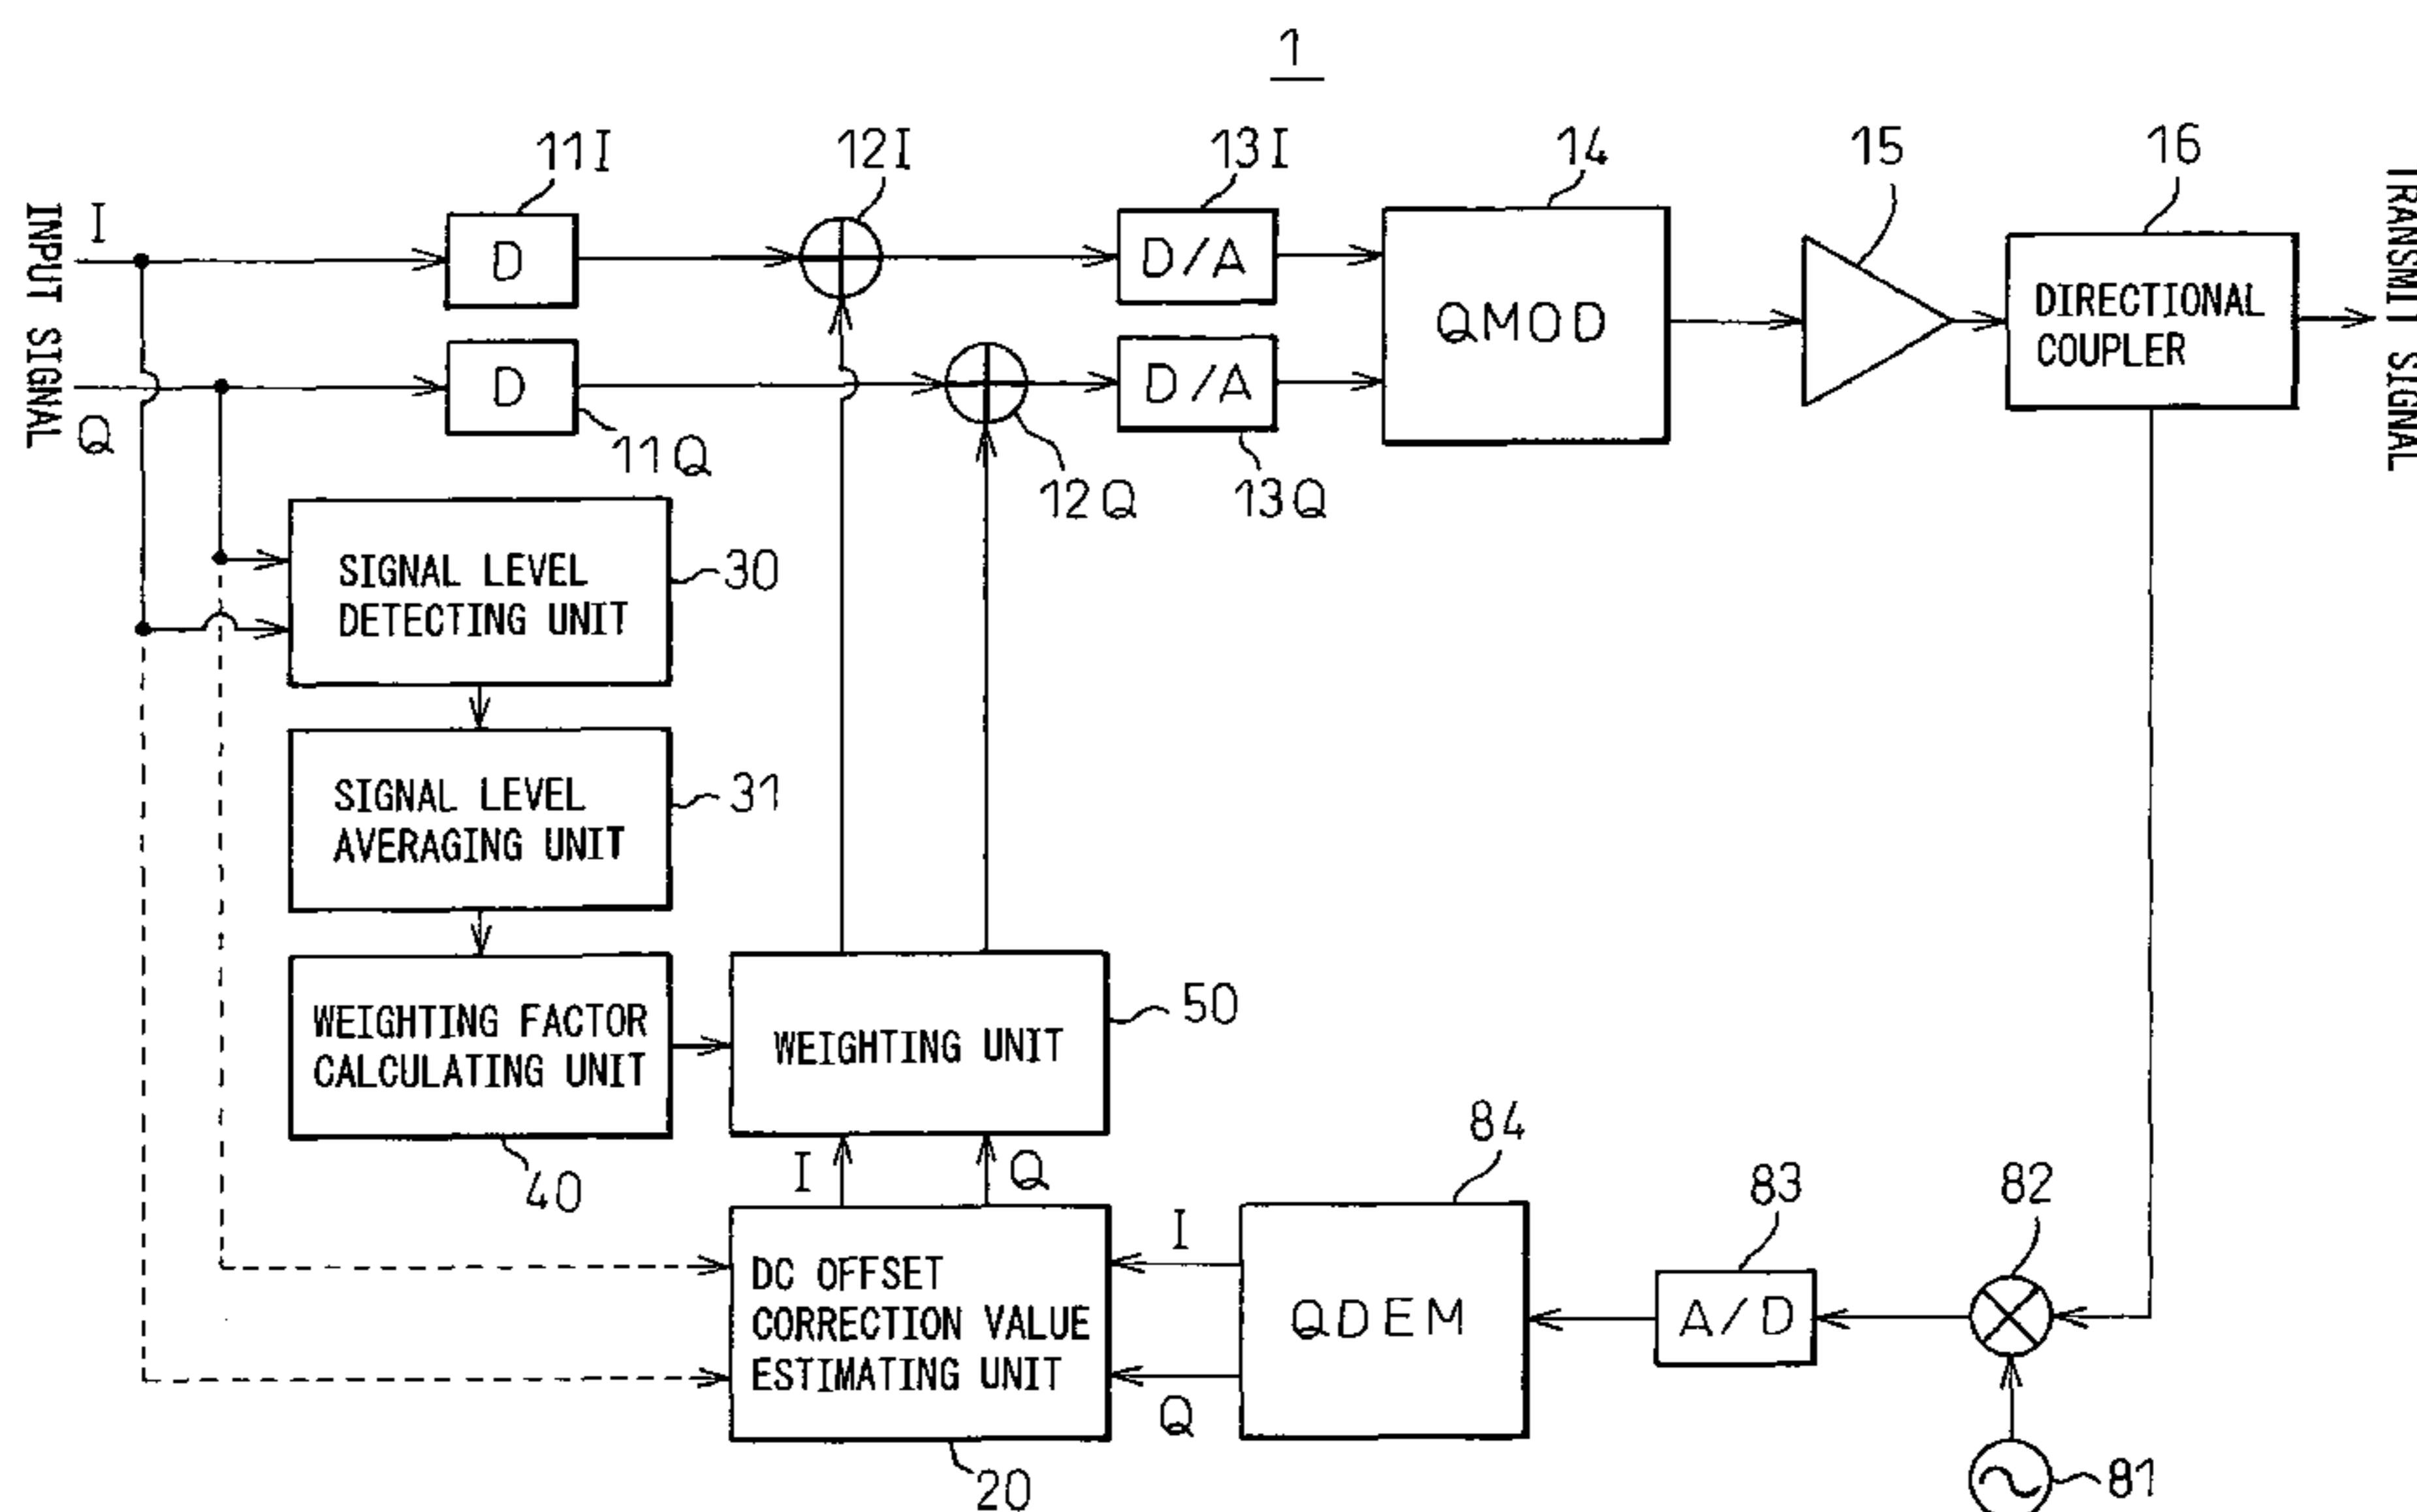 1
11I
12I
13I
14
15
16
INPUT SIGNAL
I
Q
D
D
11Q
12Q
D/A
D/A
13Q
QMOD
DIRECTIONAL
COUPLER
TRANSMIT SIGNAL
SIGNAL LEVEL
DETECTING UNIT
30
SIGNAL LEVEL
AVERAGING UNIT
31
WEIGHTING FACTOR
CALCULATING UNIT
40
WEIGHTING UNIT
50
I
Q
DC OFFSET
CORRECTION VALUE
ESTIMATING UNIT
20
I
Q
QDEM
84
A/D
83
82
81